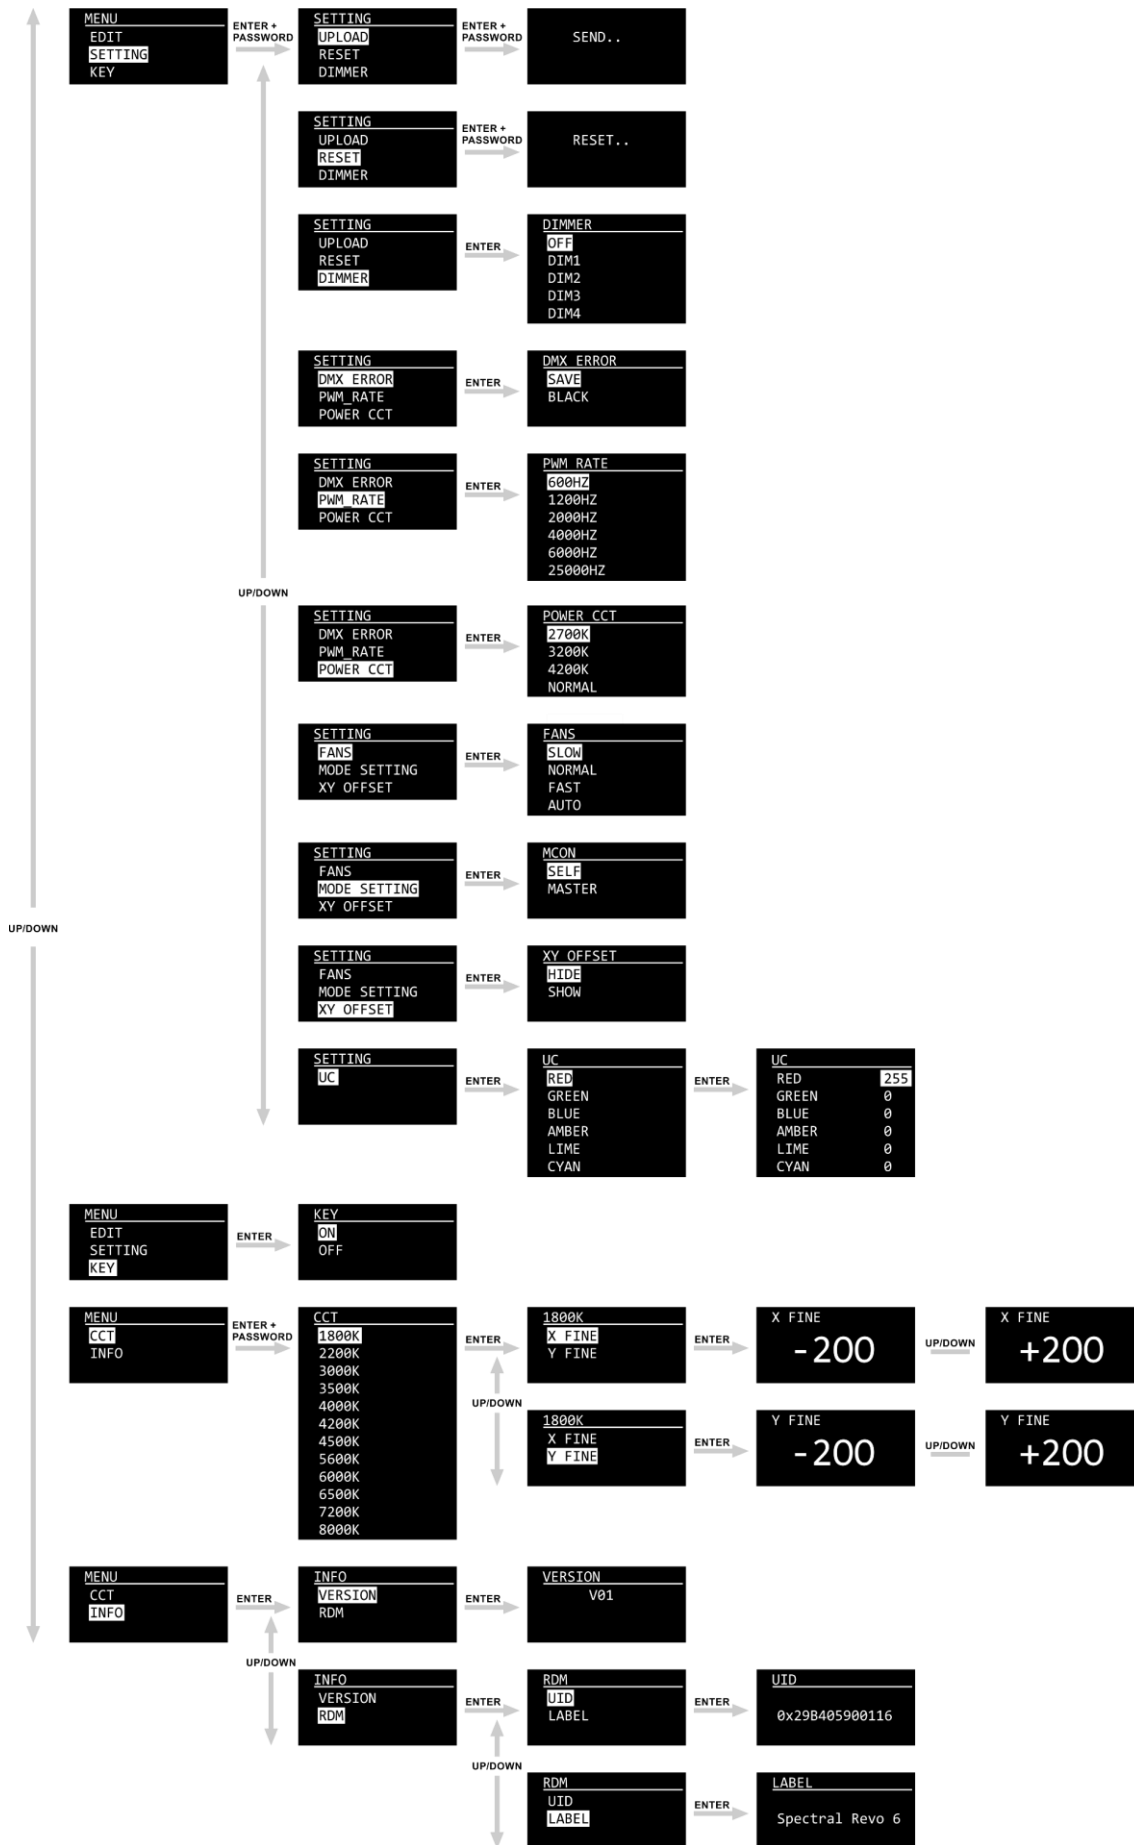 MENU
EDIT
SETTING
KEY
ENTER +
PASSWORD
SETTING
UPLOAD
RESET
DIMMER
ENTER +
PASSWORD
SEND..
SETTING
UPLOAD
RESET
DIMMER
ENTER +
PASSWORD
RESET..
SETTING
UPLOAD
RESET
DIMMER
ENTER
DIMMER
OFF
DIM1
DIM2
DIM3
DIM4
SETTING
DMX ERROR
PWM_RATE
POWER CCT
ENTER
DMX ERROR
SAVE
BLACK
SETTING
DMX ERROR
PWM_RATE
POWER CCT
ENTER
PWM RATE
600HZ
1200HZ
2000HZ
4000HZ
6000HZ
25000HZ
UP/DOWN
SETTING
DMX ERROR
PWM_RATE
POWER CCT
ENTER
POWER CCT
2700K
3200K
4200K
NORMAL
SETTING
FANS
MODE SETTING
XY OFFSET
ENTER
FANS
SLOW
NORMAL
FAST
AUTO
SETTING
FANS
MODE SETTING
XY OFFSET
ENTER
MCON
SELF
MASTER
UP/DOWN
SETTING
FANS
MODE SETTING
XY OFFSET
ENTER
XY OFFSET
HIDE
SHOW
SETTING
UC
ENTER
UC
RED
GREEN
BLUE
AMBER
LIME
CYAN
ENTER
UC
RED 255
GREEN 0
BLUE 0
AMBER 0
LIME 0
CYAN 0
MENU
EDIT
SETTING
KEY
ENTER
KEY
ON
OFF
MENU
CCT
INFO
ENTER +
PASSWORD
CCT
1800K
2200K
3000K
3500K
4000K
4200K
4500K
5600K
6000K
6500K
7200K
8000K
ENTER
1800K
X FINE
Y FINE
ENTER
X FINE
-200
UP/DOWN
X FINE
+200
UP/DOWN
1800K
X FINE
Y FINE
ENTER
Y FINE
-200
UP/DOWN
Y FINE
+200
MENU
CCT
INFO
ENTER
INFO
VERSION
RDM
ENTER
VERSION
V01
UP/DOWN
INFO
VERSION
RDM
ENTER
RDM
UID
LABEL
ENTER
UID
0x29B405900116
UP/DOWN
RDM
UID
LABEL
ENTER
LABEL
Spectral Revo 6